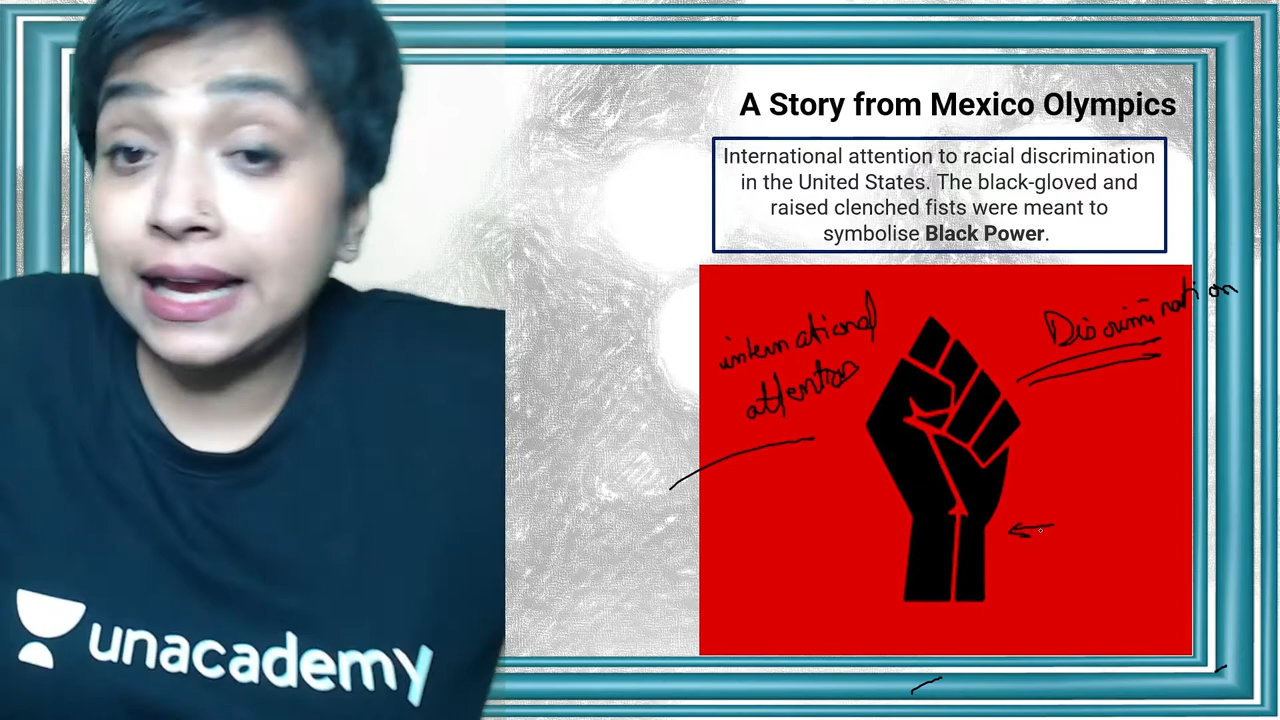 A Story from Mexico Olympics
International attention to racial discrimination
in the United States. The black-gloved and
raised clenched fists were meant to
symbolise Black Power.
international
attention
Discrimination
unacademy